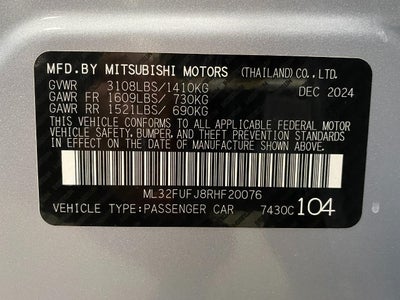 MFD.BY MITSUBISHI MOTORS (THAILAND) CO.,LTD.
GVWR 3108LBS/1410KG DEC 2024
GAWR FR 1609LBS/ 730KG
GAWR RR 1521LBS/ 690KG
THIS VEHICLE CONFORMS TO ALL APPLICABLE FEDERAL MOTOR
VEHICLE SAFETY, BUMPER, AND THEFT PREVENTION STANDARDS
IN EFFECT ON THE DATE OF MANUFACTURE SHOWN ABOVE.
ML32FUFJ8RHF20076
VEHICLE TYPE:PASSENGER CAR 7430C 104